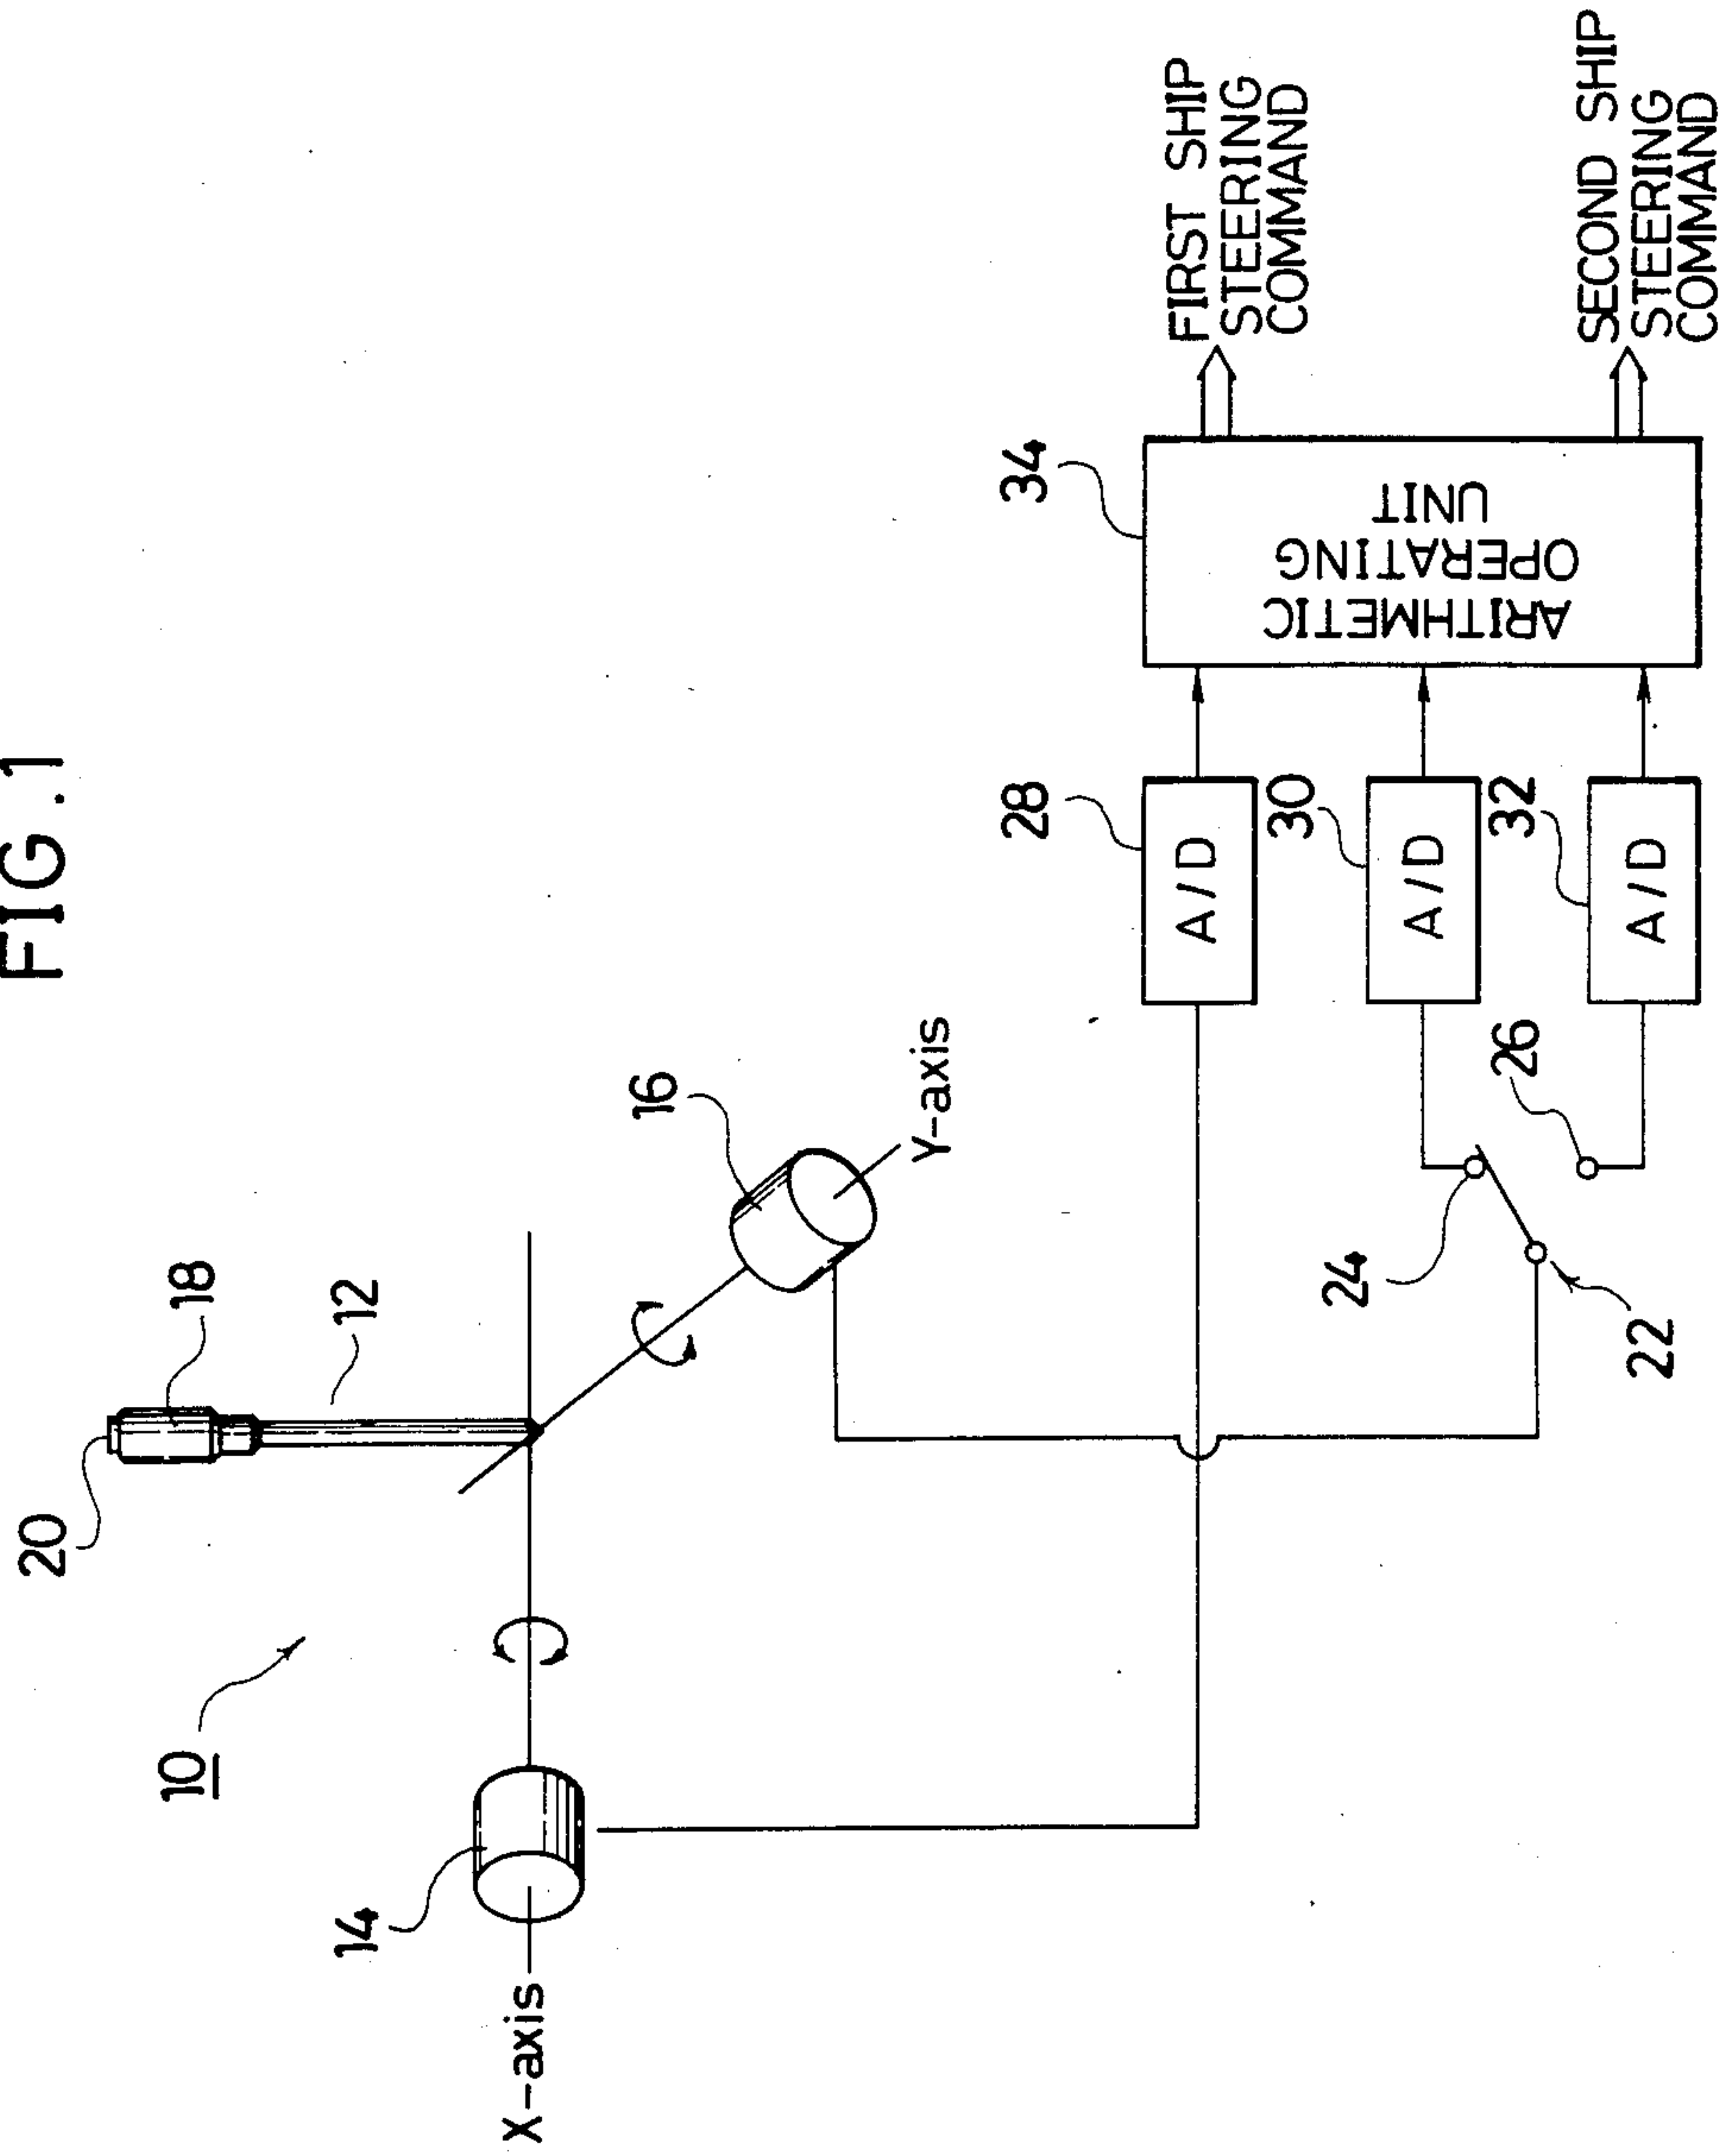 FIG.1
20
18
12
10
14
16
X-axis
Y-axis
28
A/D
30
A/D
32
A/D
34
ARITHMETIC
OPERATING
UNIT
24
26
22
FIRST SHIP
STEERING
COMMAND
SECOND SHIP
STEERING
COMMAND